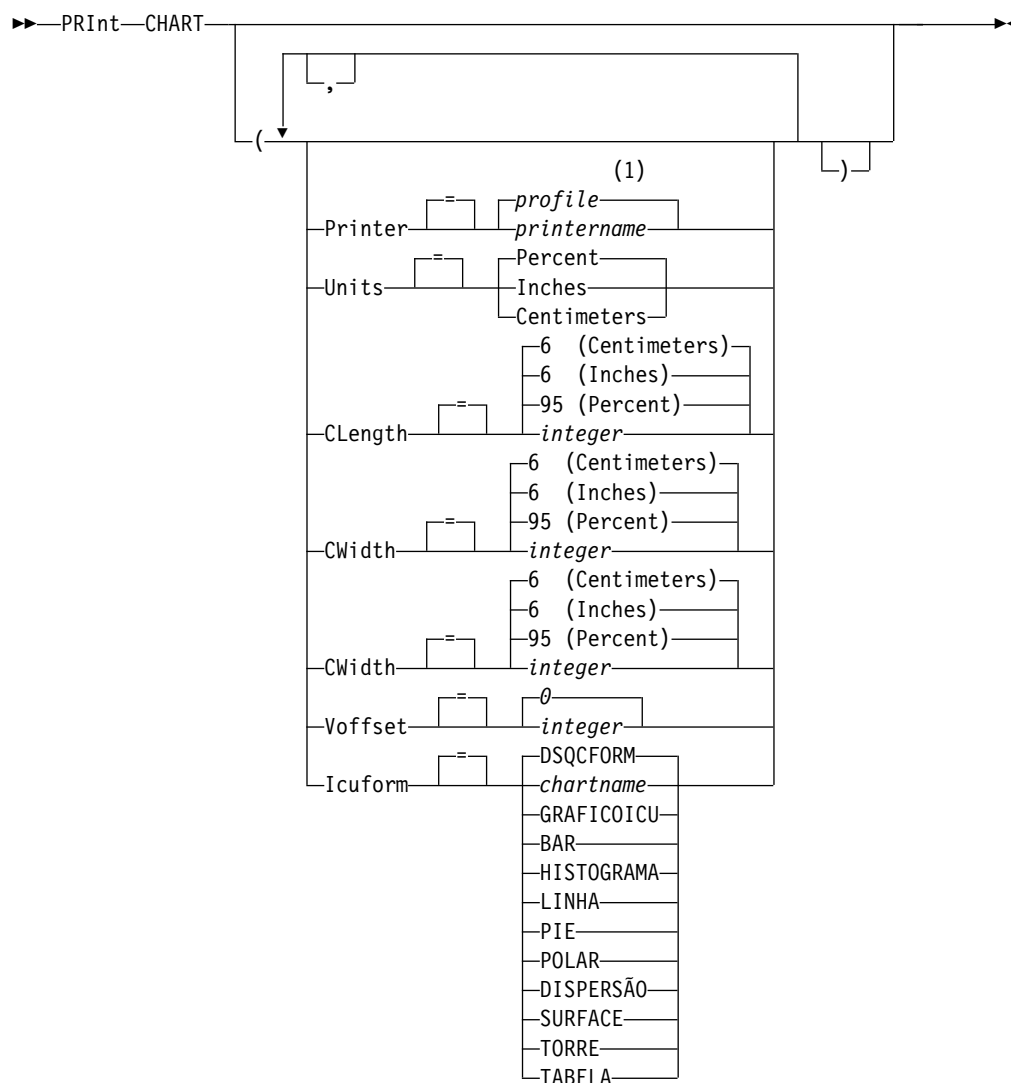 PRInt CHART
,
(
)
(1)
profile
Printer = printername
Percent
Units = Inches
Centimeters
6 (Centimeters)
6 (Inches)
95 (Percent)
CLength = integer
6 (Centimeters)
6 (Inches)
95 (Percent)
CWidth = integer
6 (Centimeters)
6 (Inches)
95 (Percent)
CWidth = integer
0
Voffset = integer
DSQCFORM
Icuform = chartname
GRAFICOICU
BAR
HISTOGRAMA
LINHA
PIE
POLAR
DISPERSÃO
SURFACE
TORRE
TABELA